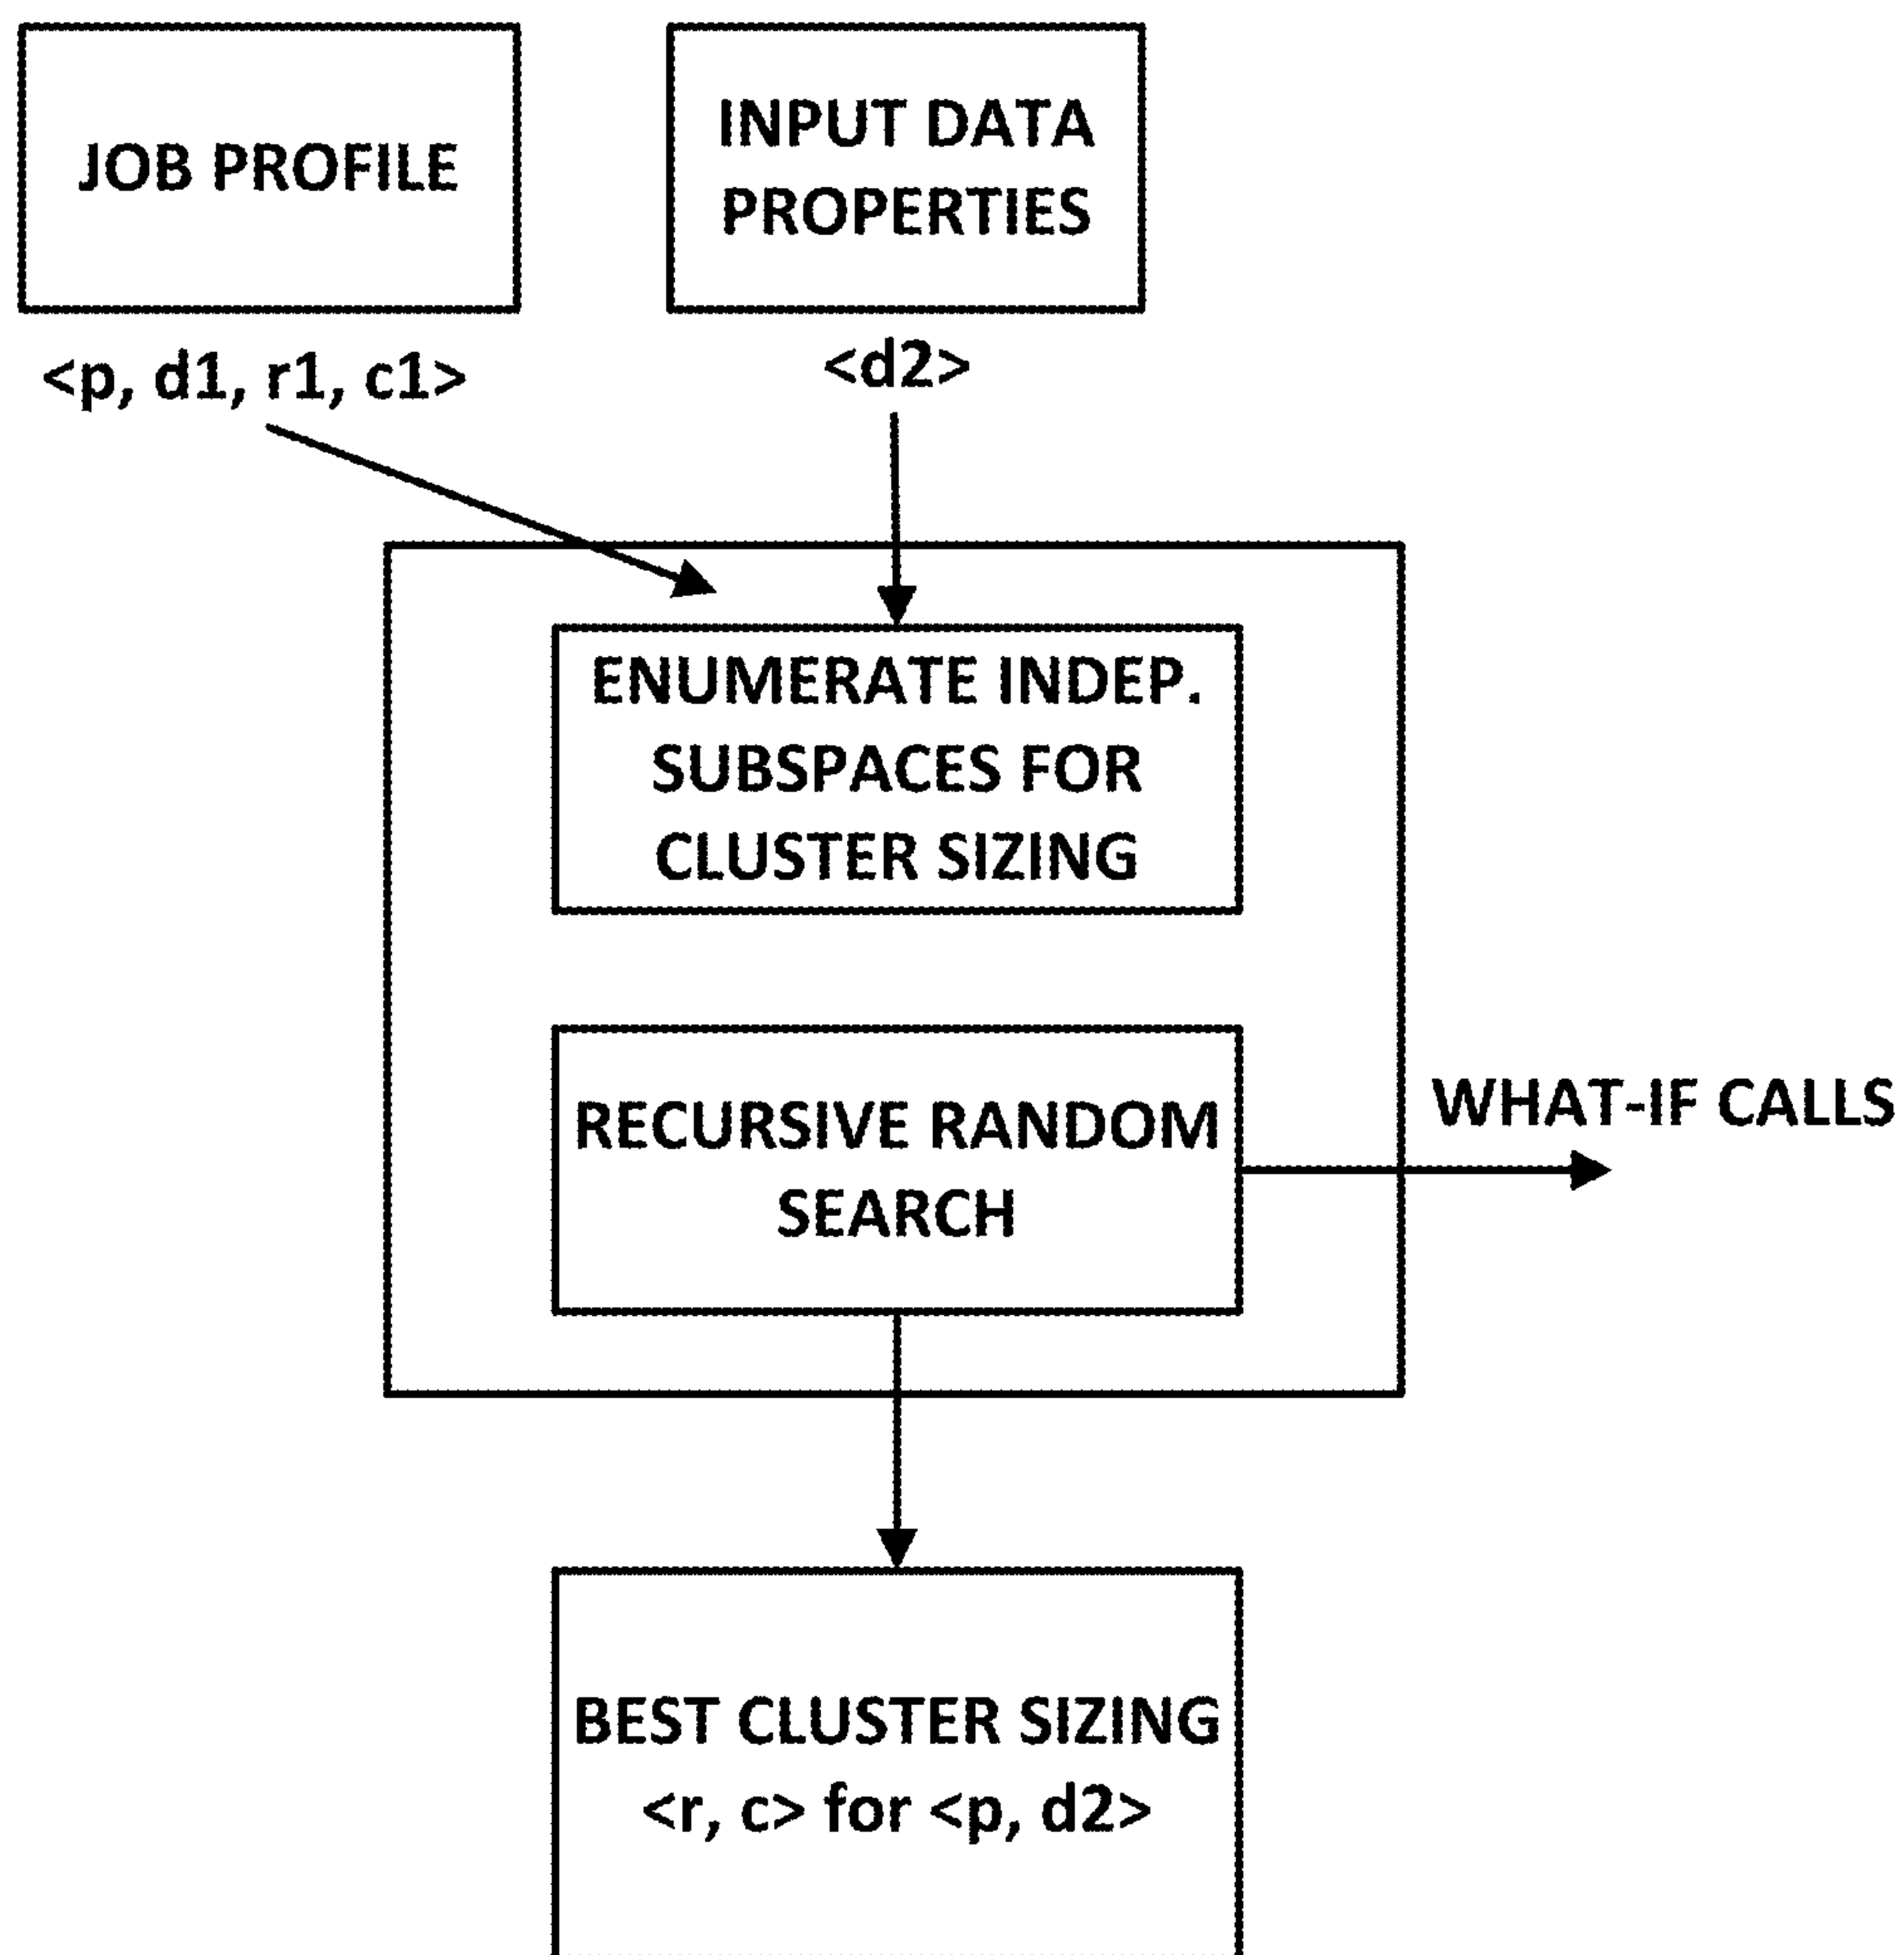 JOB PROFILE
INPUT DATA
PROPERTIES
<p, d1, r1, c1>
<d2>
ENUMERATE INDEP.
SUBSPACES FOR
CLUSTER SIZING
RECURSIVE RANDOM
SEARCH
WHAT-IF CALLS
BEST CLUSTER SIZING
<r, c> for <p, d2>